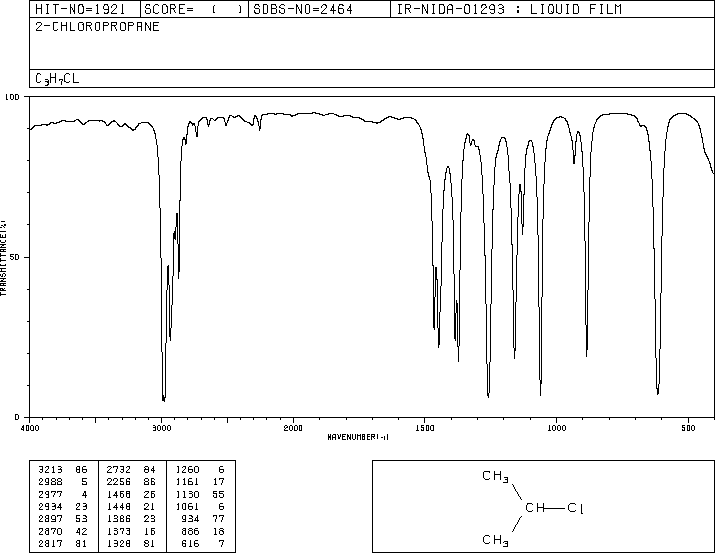 HIT-NO=1921 SCORE= ( ) SDBS-NO=2464 IR-NIDA-01293 : LIQUID FILM
2-CHLOROPROPANE
C3H7CL
100
50
0
TRANSMITTANCE(%)
4000 3000 2000 1500 1000 500
WAVENUMBER(-1)
3213 86 2732 84 1260 6
2988 5 2256 86 1161 17
2977 4 1468 26 1130 55
2934 23 1448 21 1061 6
2897 53 1386 23 934 77
2870 42 1373 16 886 18
2817 81 1328 81 616 7
CH3
CH—Cl
CH3